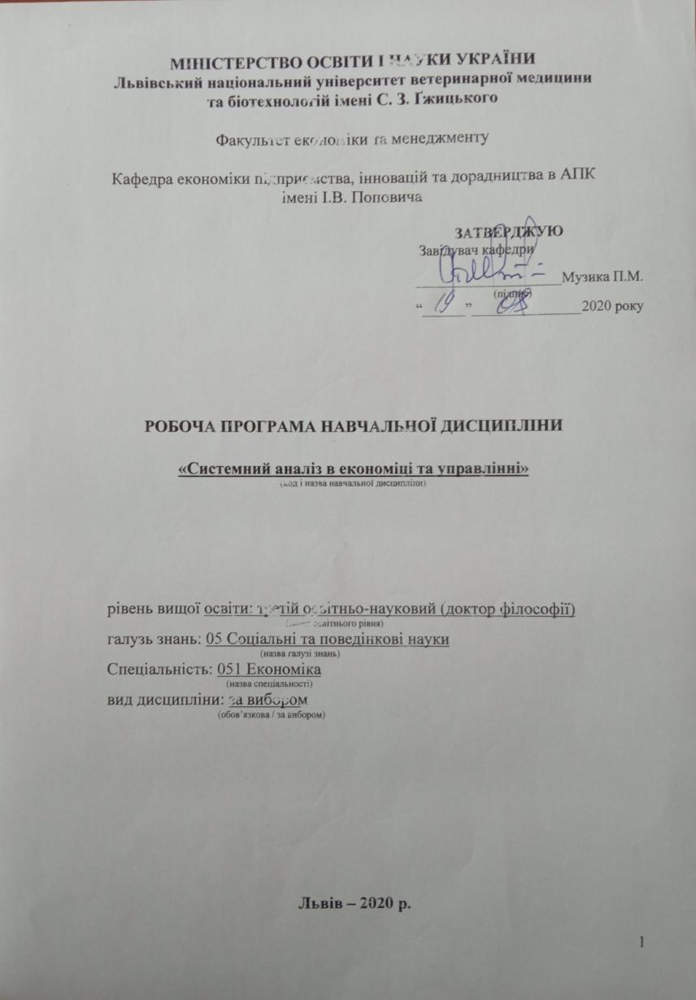 МІНІСТЕРСТВО ОСВІТИ І НАУКИ УКРАЇНИ
Львівський національний університет ветеринарної медицини
та біотехнологій імені С. З. Ґжицького
Факультет економіки та менеджменту
Кафедра економіки підприємства, інновацій та дорадництва в АПК
імені І.В. Поповича
ЗАТВЕРДЖУЮ
Завідувач кафедри
____________________Музика П.М.
(підпис)
“ 19 ” 08 2020 року
РОБОЧА ПРОГРАМА НАВЧАЛЬНОЇ ДИСЦИПЛІНИ
«Системний аналіз в економіці та управлінні»
(код і назва навчальної дисципліни)
рівень вищої освіти: третій освітньо-науковий (доктор філософії)
освітнього рівня)
галузь знань: 05 Соціальні та поведінкові науки
(назва галузі знань)
Спеціальність: 051 Економіка
(назва спеціальності)
вид дисципліни: за вибором
(обов’язкова / за вибором)
Львів – 2020 р.
1